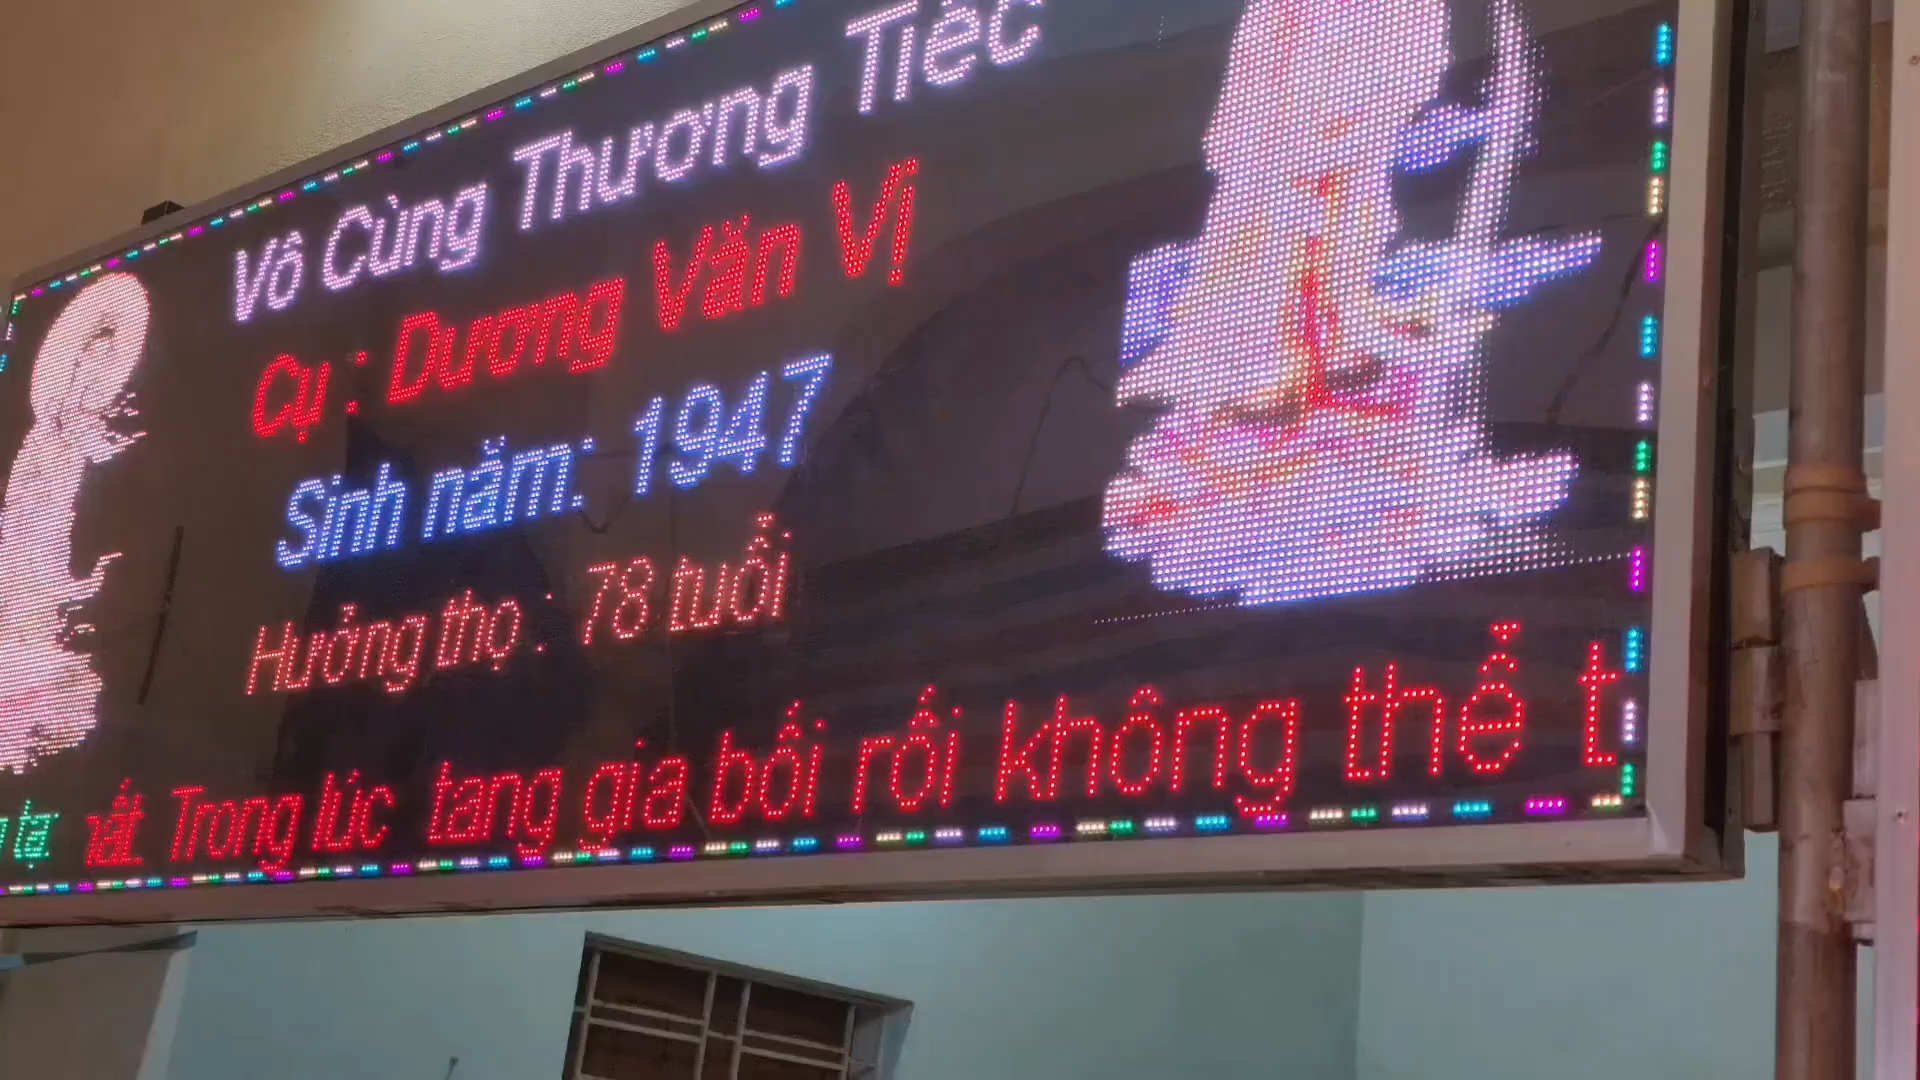 Vô Cùng Thương Tiếc
Cụ : Dương Văn Vị
Sinh năm: 1947
Hưởng thọ : 78 tuổi
Trong lúc tang gia bối rối không thể t